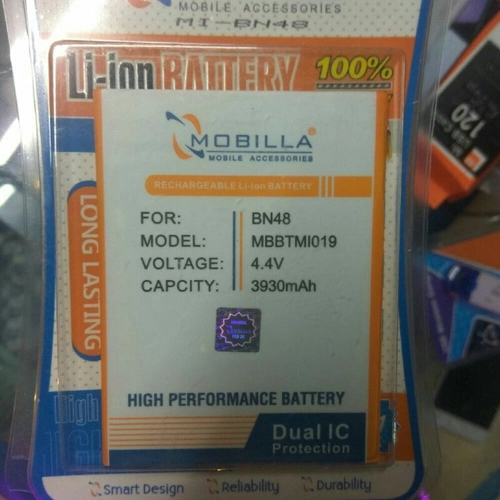 MOBILE ACCESSORIES
MI-BN48
Li-ion BATTERY 100%
MOBILLA®
MOBILE ACCESSORIES
RECHARGEABLE Li-ion BATTERY
LONG LASTING
FOR: BN48
MODEL: MBBTMI019
VOLTAGE: 4.4V
CAPCITY: 3930mAh
HIGH PERFORMANCE BATTERY
High
Dual IC
Protection
Smart Design Reliability Durability
120